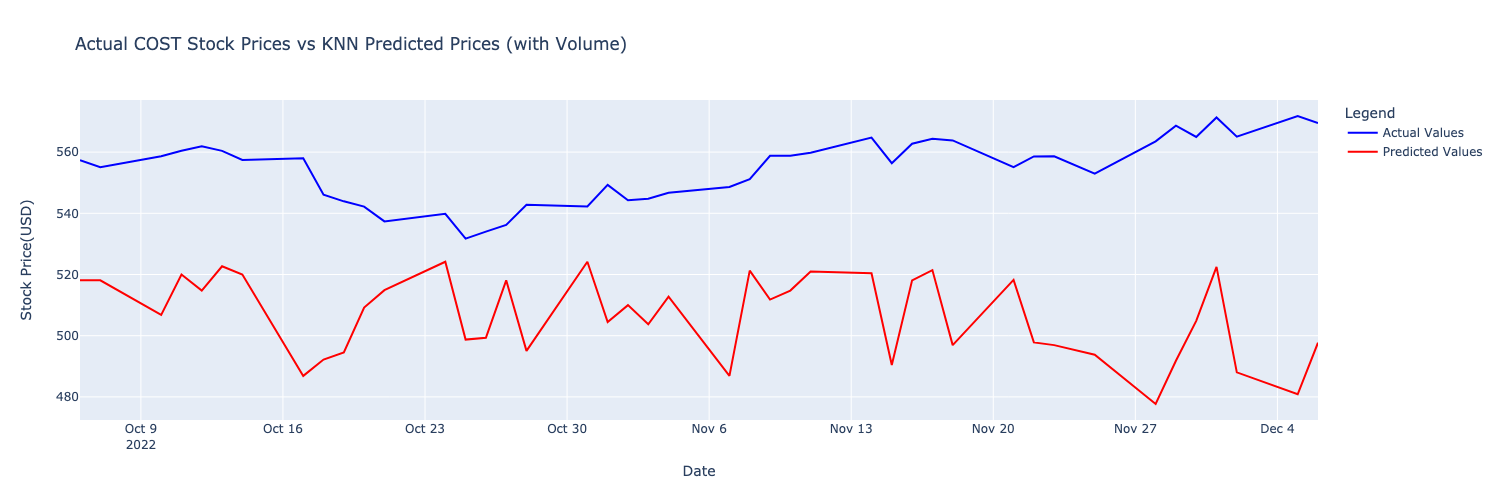 Actual COST Stock Prices vs KNN Predicted Prices (with Volume)
Legend
Actual Values
Predicted Values
Stock Price(USD)
560
540
520
500
480
Oct 9
2022
Oct 16
Oct 23
Oct 30
Nov 6
Nov 13
Nov 20
Nov 27
Dec 4
Date